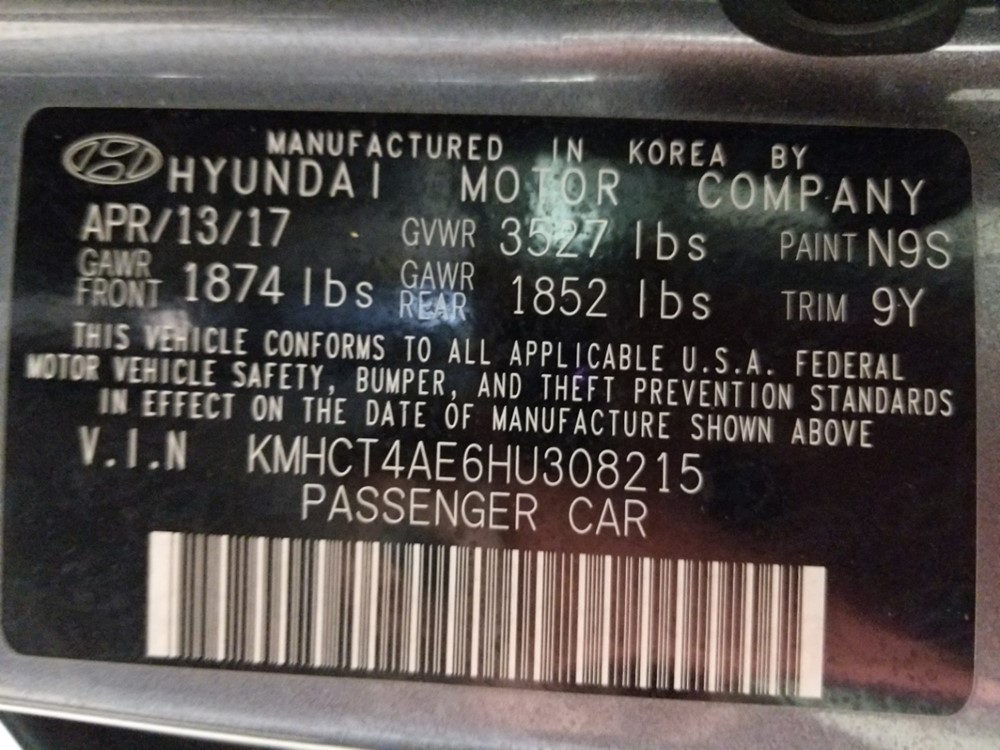 MANUFACTURED IN KOREA BY
HYUNDAI MOTOR COMPANY
APR/13/17 GVWR 3527 lbs PAINT N9S
GAWR FRONT 1874 lbs GAWR REAR 1852 lbs TRIM 9Y
THIS VEHICLE CONFORMS TO ALL APPLICABLE U.S.A. FEDERAL
MOTOR VEHICLE SAFETY, BUMPER, AND THEFT PREVENTION STANDARDS
IN EFFECT ON THE DATE OF MANUFACTURE SHOWN ABOVE
V.I.N KMHCT4AE6HU308215
PASSENGER CAR